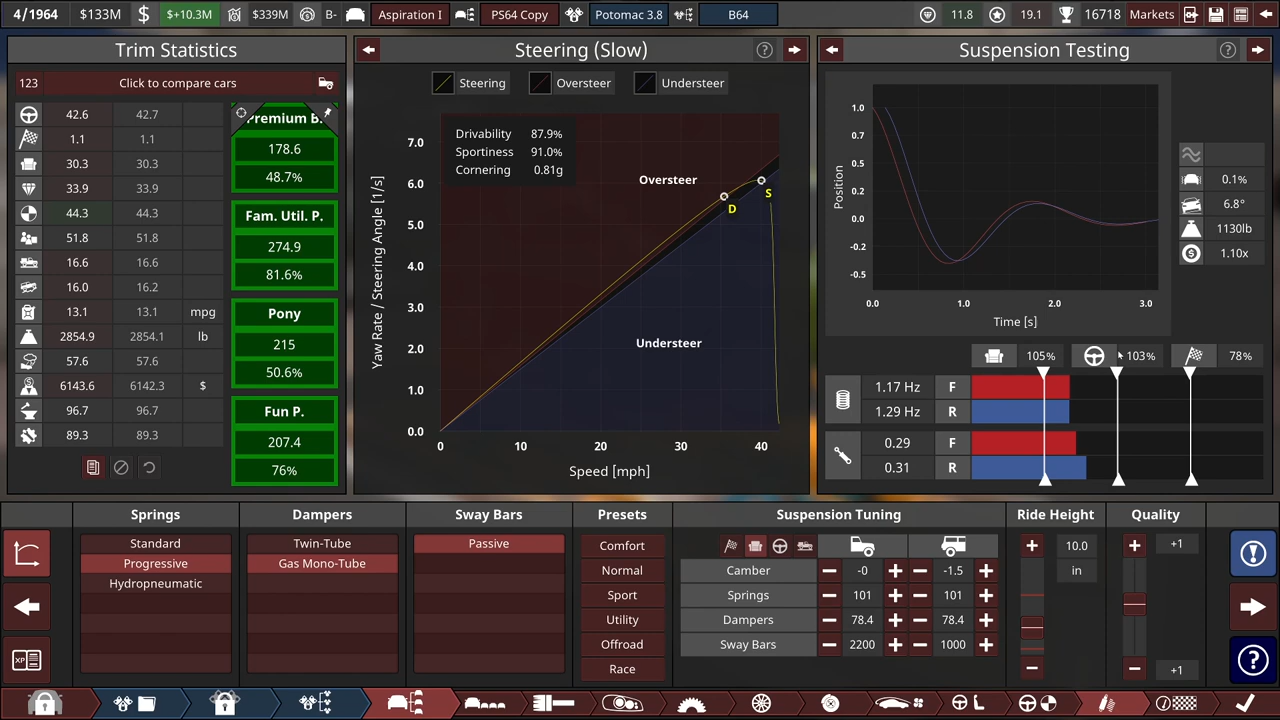 4/1964 $133M $+10.3M $339M B- Aspiration I PS64 Copy Potomac 3.8 B64 11.8 19.1 16718 Markets
Trim Statistics
123 Click to compare cars
42.6 42.7
1.1 1.1
30.3 30.3
33.9 33.9
44.3 44.3
51.8 51.8
16.6 16.6
16.0 16.2
13.1 13.1 mpg
2854.9 2854.1 lb
57.6 57.6
6143.6 6142.3 $
96.7 96.7
89.3 89.3
Premium B.
178.6
48.7%
Fam. Util. P.
274.9
81.6%
Pony
215
50.6%
Fun P.
207.4
76%
Steering (Slow) ?
Steering Oversteer Understeer
Drivability 87.9%
Sportiness 91.0%
Cornering 0.81g
Yaw Rate / Steering Angle [1/s]
7.0
6.0
5.0
4.0
3.0
2.0
1.0
0.0
Oversteer
D
S
Understeer
0 10 20 30 40
Speed [mph]
Suspension Testing ?
Position
1.0
0.7
0.5
0.2
0.0
-0.2
-0.5
0.0 1.0 2.0 3.0
Time [s]
0.1%
6.8°
1130lb
1.10x
105% 103% 78%
1.17 Hz F
1.29 Hz R
0.29 F
0.31 R
Springs
Standard
Progressive
Hydropneumatic
Dampers
Twin-Tube
Gas Mono-Tube
Sway Bars
Passive
Presets
Comfort
Normal
Sport
Utility
Offroad
Race
Suspension Tuning
Camber - -0 + - -1.5 +
Springs - 101 + - 101 +
Dampers - 78.4 + - 78.4 +
Sway Bars - 2200 + - 1000 +
Ride Height
+ 10.0
in
-
Quality
+ +1
- +1
XP
?